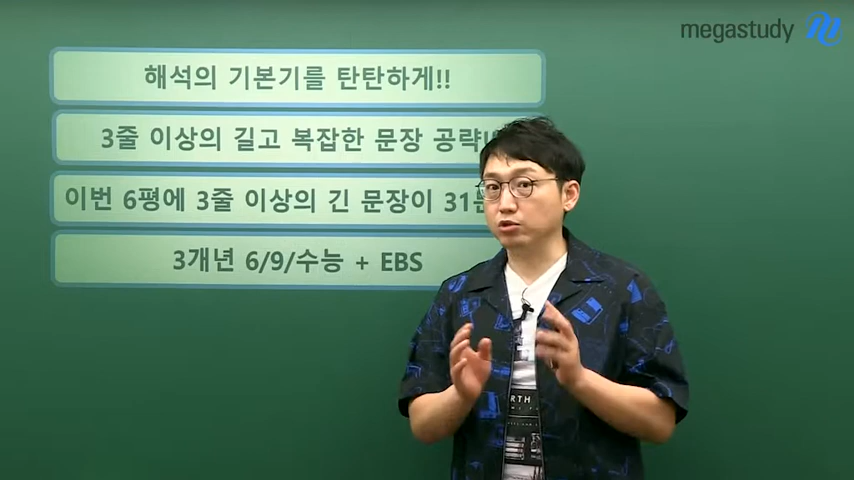 megastudy
해석의 기본기를 탄탄하게!!
3줄 이상의 길고 복잡한 문장 공략
이번 6평에 3줄 이상의 긴 문장이 31
3개년 6/9/수능 + EBS
RTH